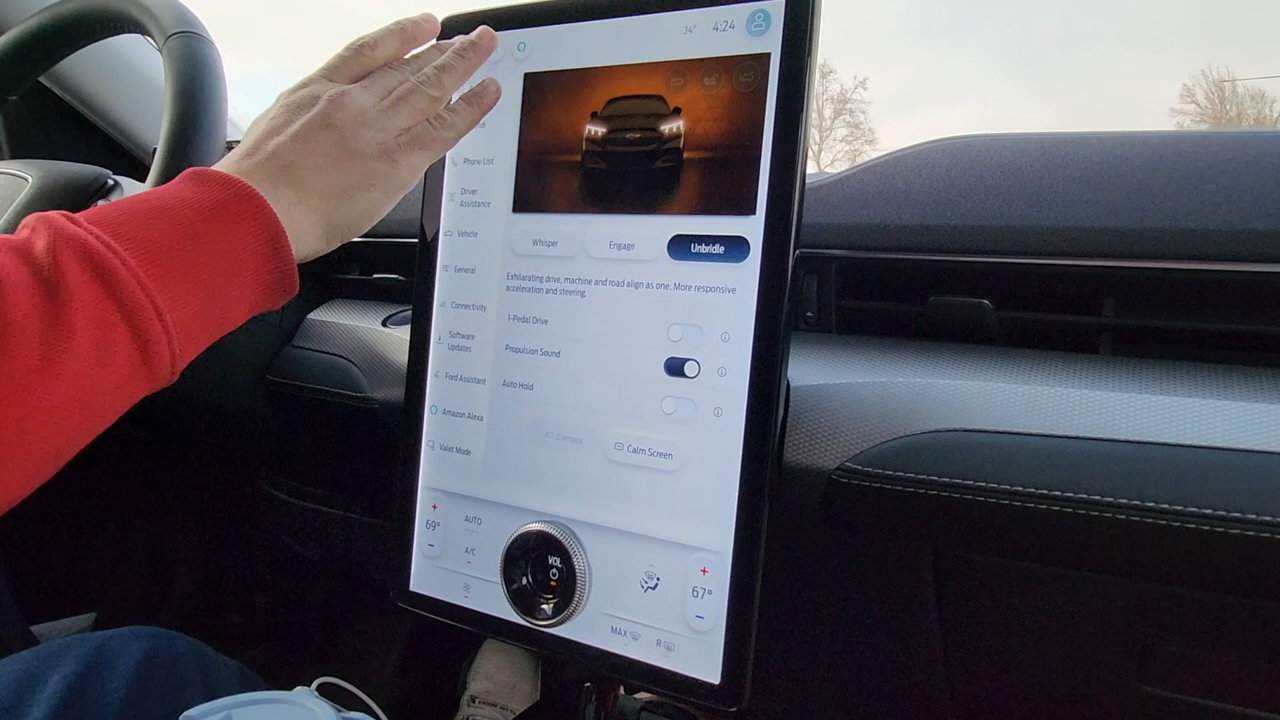 34°
4:24
Phone List
Driver
Assistance
Vehicle
General
Connectivity
Software
Updates
Ford Assistant
Amazon Alexa
Valet Mode
Whisper
Engage
Unbridle
Exhilarating drive, machine and road align as one. More responsive
acceleration and steering.
1-Pedal Drive
Propulsion Sound
Auto Hold
Camera
Calm Screen
+
69°
−
AUTO
A/C
VOL
+
67°
−
MAX
R